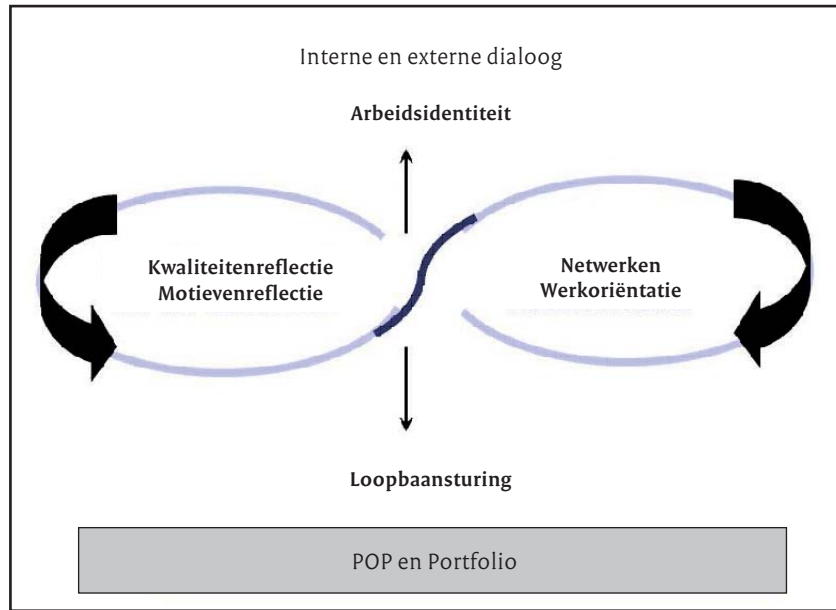 Interne en externe dialoog
Arbeidsidentiteit
Kwaliteitenreflectie
Motievenreflectie
Netwerken
Werkoriëntatie
Loopbaansturing
POP en Portfolio